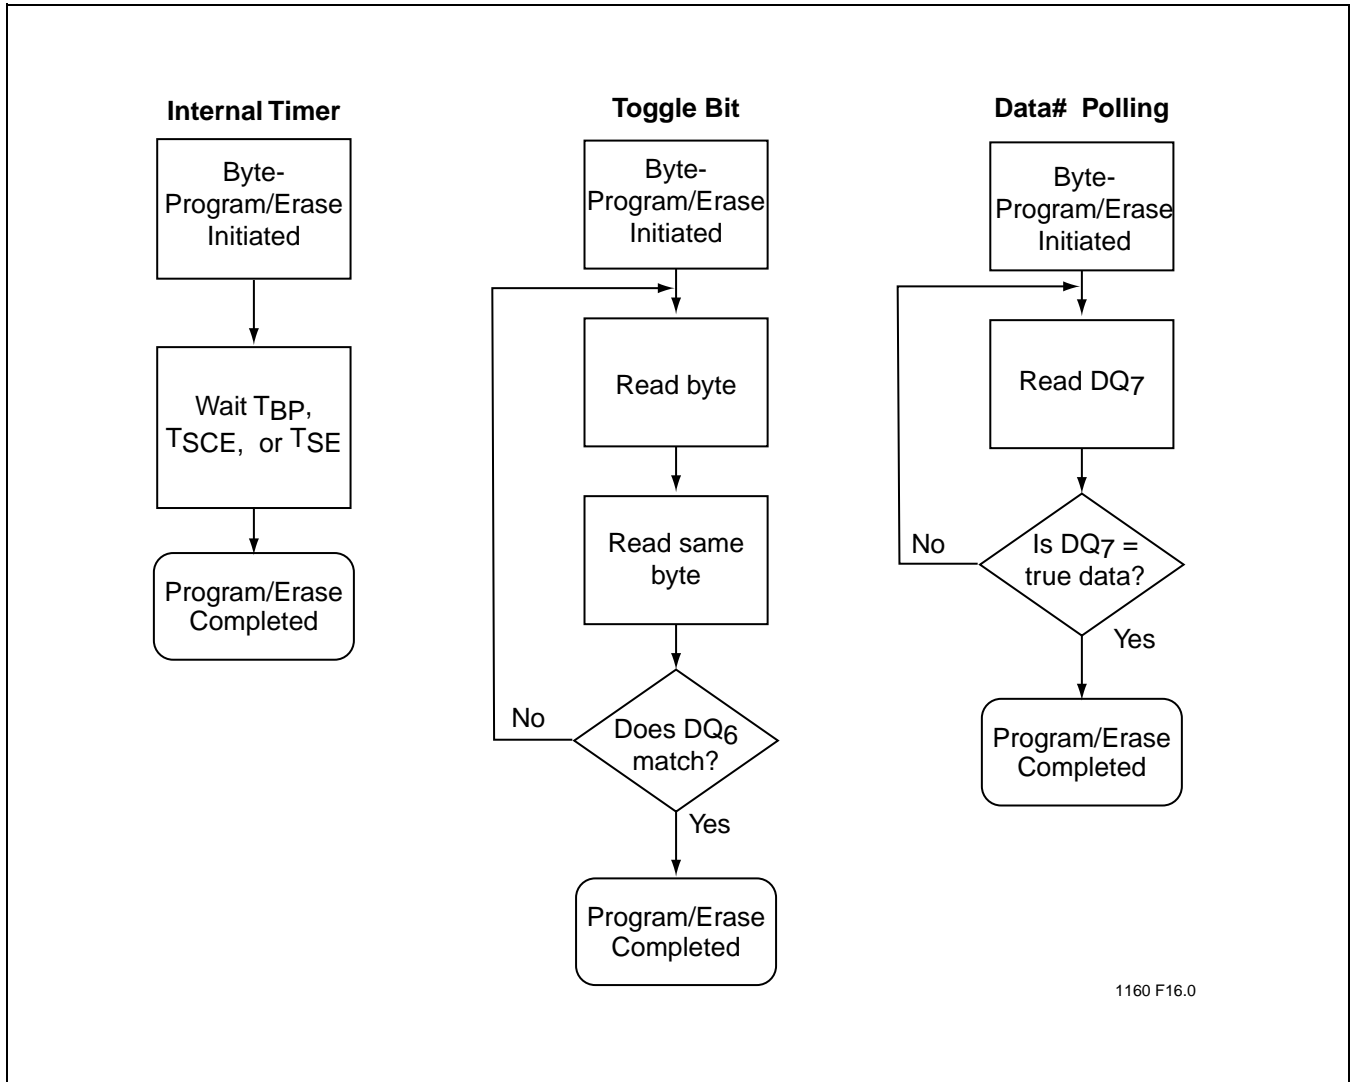 Internal Timer
Byte-
Program/Erase
Initiated
Wait TBP,
TSCE, or TSE
Program/Erase
Completed
Toggle Bit
Byte-
Program/Erase
Initiated
Read byte
Read same
byte
No
Does DQ6
match?
Yes
Program/Erase
Completed
Data# Polling
Byte-
Program/Erase
Initiated
Read DQ7
No
Is DQ7 =
true data?
Yes
Program/Erase
Completed
1160 F16.0